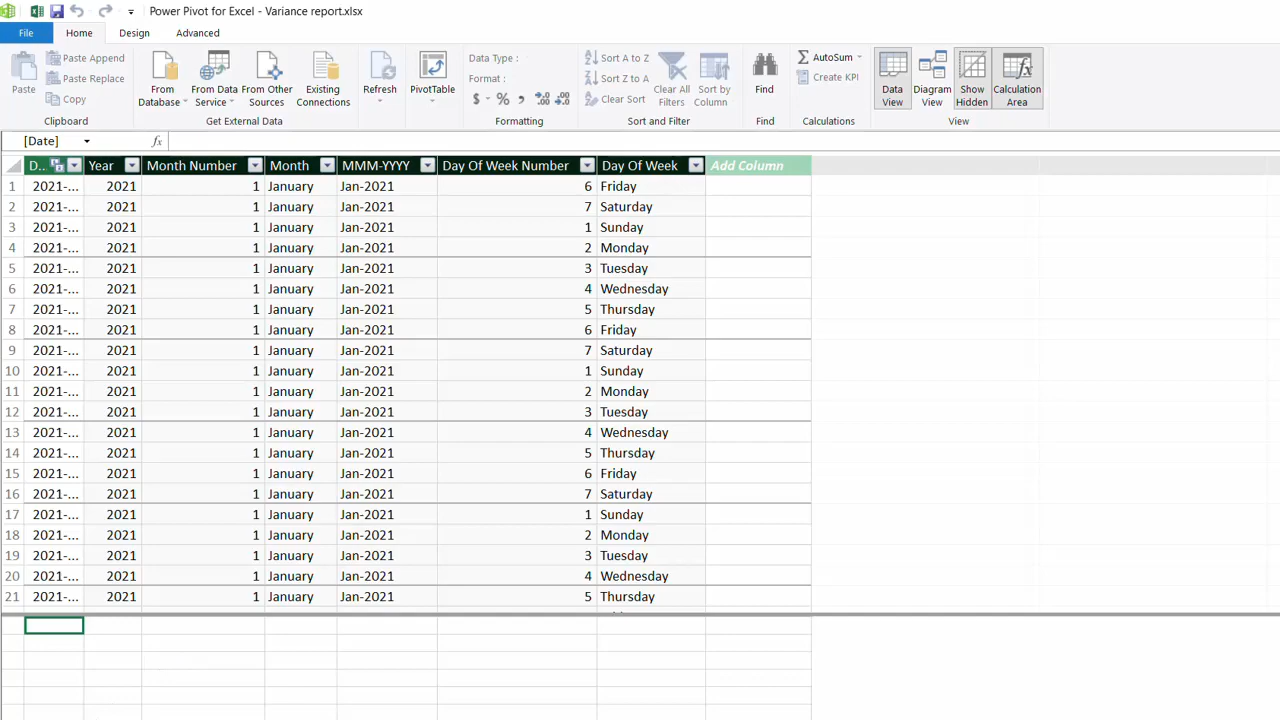 Power Pivot for Excel - Variance report.xlsx
File Home Design Advanced
Paste
Paste Append
Paste Replace
Copy
Clipboard
From Database
From Data Service
From Other Sources
Existing Connections
Get External Data
Refresh
PivotTable
Data Type :
Format :
$ % ,
Formatting
Sort A to Z
Sort Z to A
Clear Sort
Clear All Filters
Sort by Column
Sort and Filter
Find
Find
AutoSum
Create KPI
Calculations
Data View
Diagram View
Show Hidden
Calculation Area
View
[Date] fx
D.. Year Month Number Month MMM-YYYY Day Of Week Number Day Of Week Add Column
1 2021-... 2021 1 January Jan-2021 6 Friday
2 2021-... 2021 1 January Jan-2021 7 Saturday
3 2021-... 2021 1 January Jan-2021 1 Sunday
4 2021-... 2021 1 January Jan-2021 2 Monday
5 2021-... 2021 1 January Jan-2021 3 Tuesday
6 2021-... 2021 1 January Jan-2021 4 Wednesday
7 2021-... 2021 1 January Jan-2021 5 Thursday
8 2021-... 2021 1 January Jan-2021 6 Friday
9 2021-... 2021 1 January Jan-2021 7 Saturday
10 2021-... 2021 1 January Jan-2021 1 Sunday
11 2021-... 2021 1 January Jan-2021 2 Monday
12 2021-... 2021 1 January Jan-2021 3 Tuesday
13 2021-... 2021 1 January Jan-2021 4 Wednesday
14 2021-... 2021 1 January Jan-2021 5 Thursday
15 2021-... 2021 1 January Jan-2021 6 Friday
16 2021-... 2021 1 January Jan-2021 7 Saturday
17 2021-... 2021 1 January Jan-2021 1 Sunday
18 2021-... 2021 1 January Jan-2021 2 Monday
19 2021-... 2021 1 January Jan-2021 3 Tuesday
20 2021-... 2021 1 January Jan-2021 4 Wednesday
21 2021-... 2021 1 January Jan-2021 5 Thursday